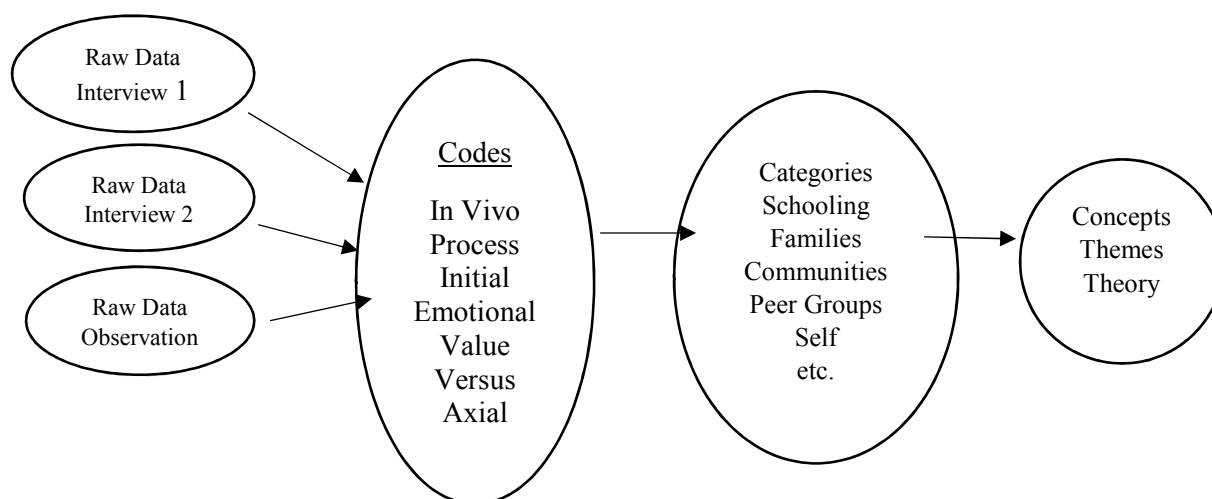 Raw Data
Interview 1
Raw Data
Interview 2
Raw Data
Observation
Codes
In Vivo
Process
Initial
Emotional
Value
Versus
Axial
Categories
Schooling
Families
Communities
Peer Groups
Self
etc.
Concepts
Themes
Theory